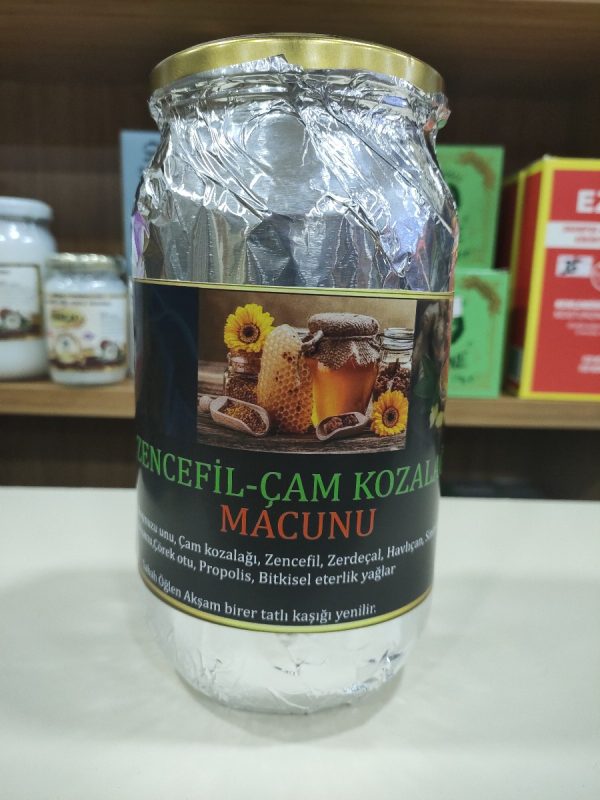 ZENCEFİL-ÇAM KOZALA
MACUNU
unu, Çam kozalağı, Zencefil, Zerdeçal, Havlıcan,
Çörek otu, Propolis, Bitkisel eterlik yağlar
Sabah Öğlen Akşam birer tatlı kaşığı yenilir.
EZ